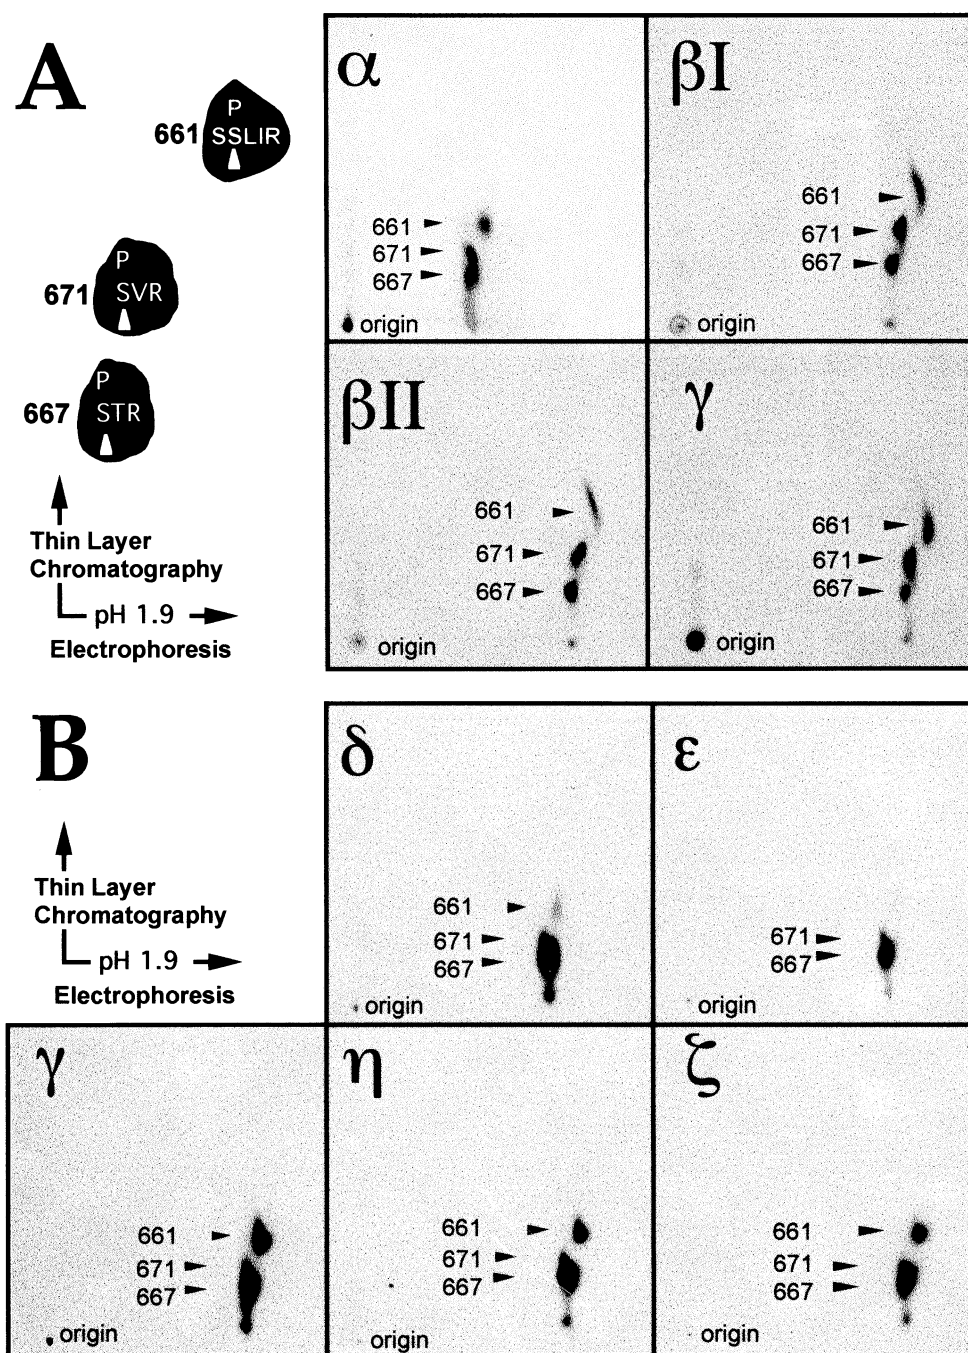 A
P
661 SSLIR
P
671 SVR
P
667 STR
Thin Layer
Chromatography
pH 1.9
Electrophoresis
α
661
671
667
origin
βI
661
671
667
origin
βII
661
671
667
origin
γ
661
671
667
origin
B
Thin Layer
Chromatography
pH 1.9
Electrophoresis
δ
661
671
667
origin
ε
671
667
origin
γ
661
671
667
origin
η
661
671
667
origin
ζ
661
671
667
origin